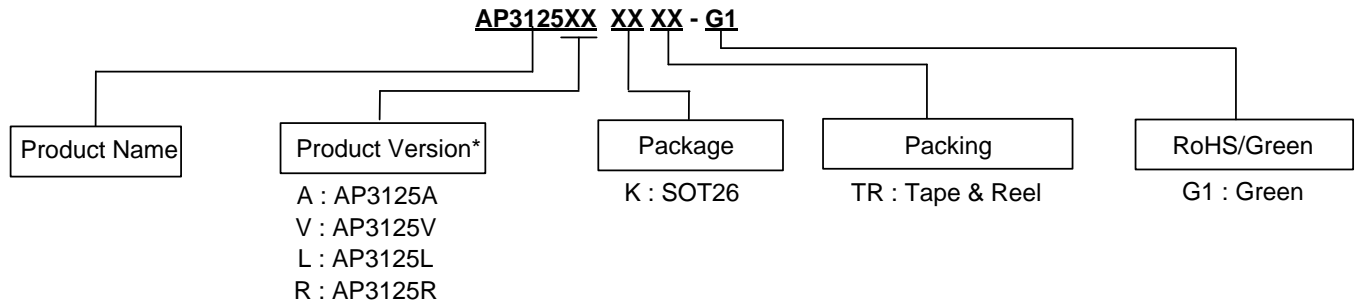 AP3125XX XX XX - G1
Product Name
Product Version*
Package
Packing
RoHS/Green
A : AP3125A
V : AP3125V
L : AP3125L
R : AP3125R
K : SOT26
TR : Tape & Reel
G1 : Green